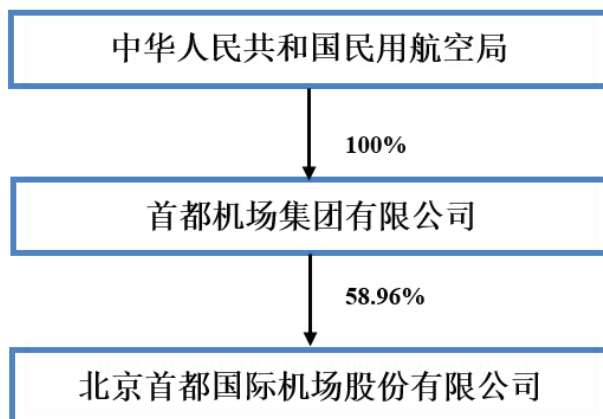 中华人民共和国民用航空局
100%
首都机场集团有限公司
58.96%
北京首都国际机场股份有限公司